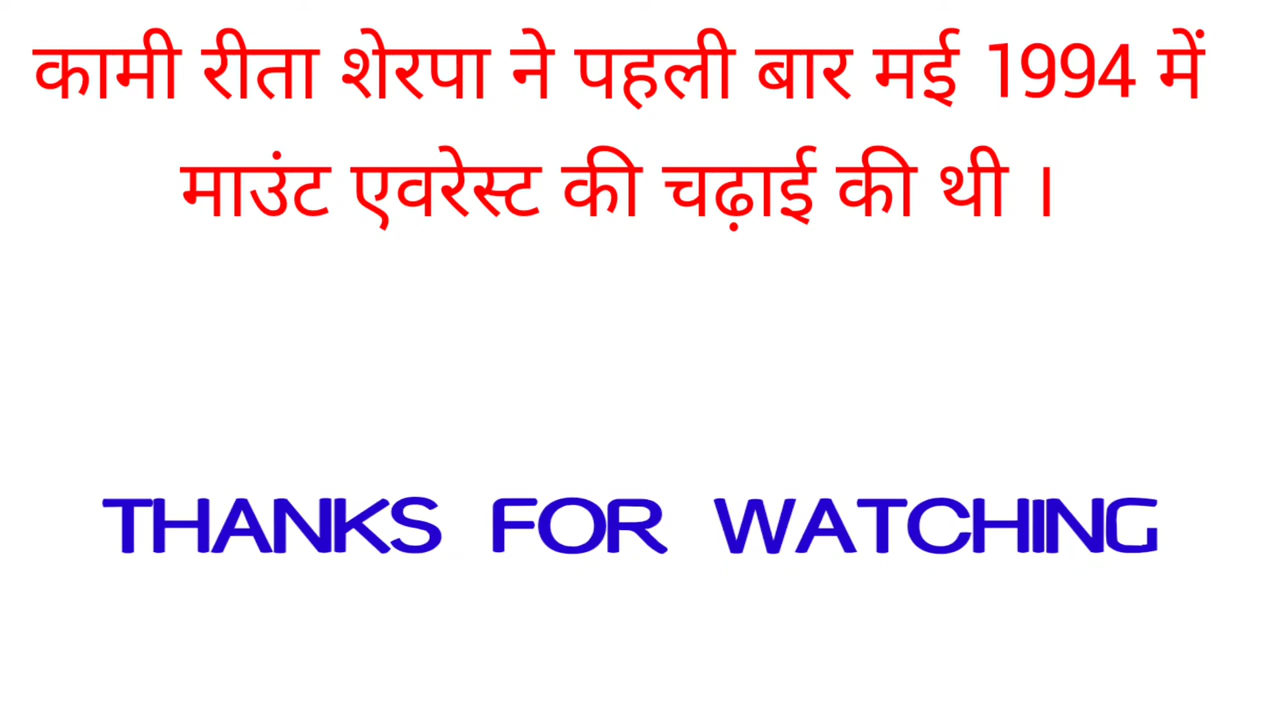 कामी रीता शेरपा ने पहली बार मई 1994 में
माउंट एवरेस्ट की चढ़ाई की थी ।
THANKS FOR WATCHING